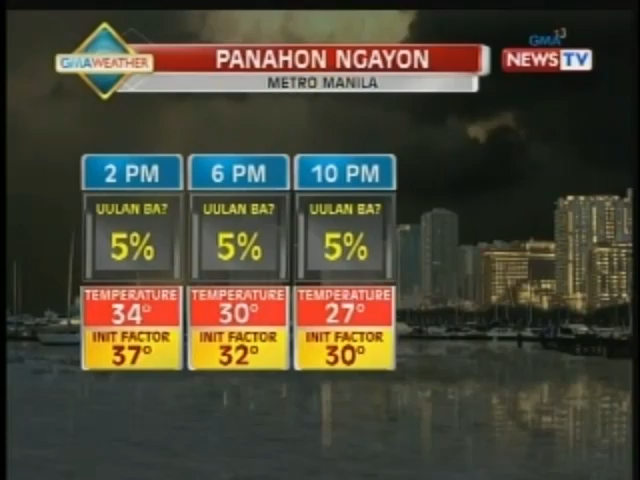 GMA WEATHER
PANAHON NGAYON
METRO MANILA
GMA
NEWS TV
2 PM
6 PM
10 PM
UULAN BA?
UULAN BA?
UULAN BA?
5%
5%
5%
TEMPERATURE
TEMPERATURE
TEMPERATURE
34°
30°
27°
INIT FACTOR
INIT FACTOR
INIT FACTOR
37°
32°
30°